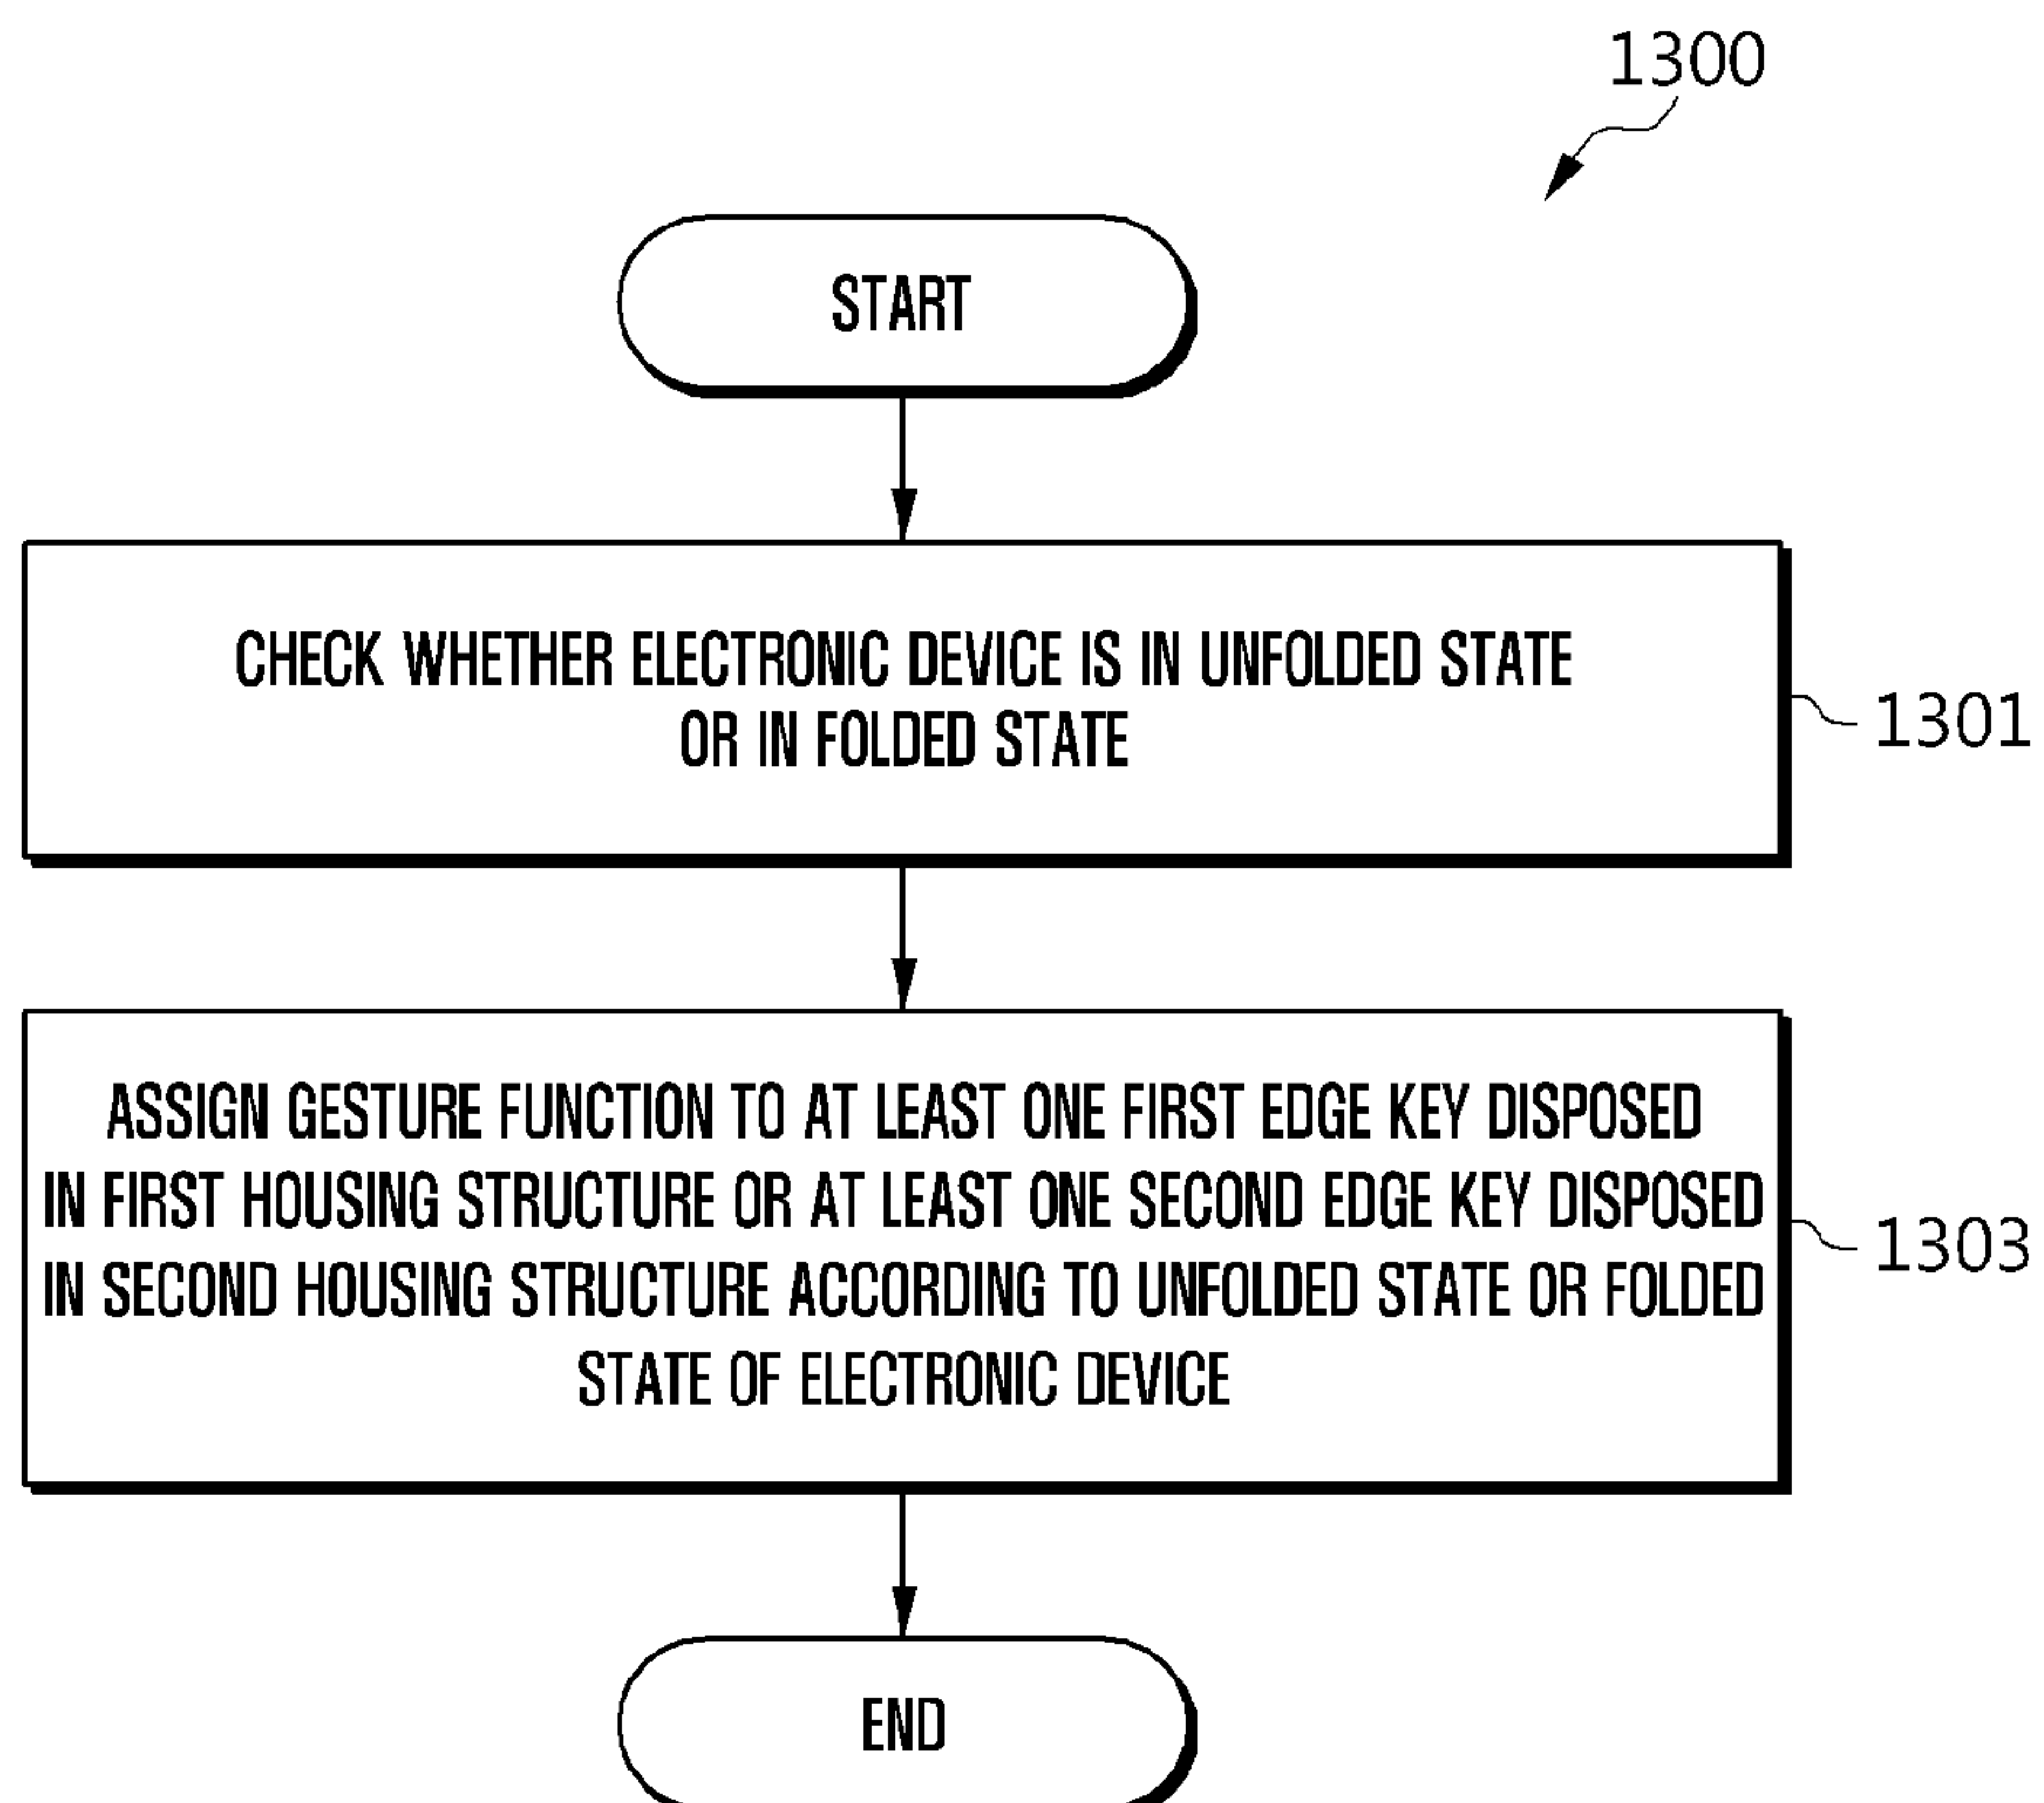 1300
START
CHECK WHETHER ELECTRONIC DEVICE IS IN UNFOLDED STATE
OR IN FOLDED STATE
1301
ASSIGN GESTURE FUNCTION TO AT LEAST ONE FIRST EDGE KEY DISPOSED
IN FIRST HOUSING STRUCTURE OR AT LEAST ONE SECOND EDGE KEY DISPOSED
IN SECOND HOUSING STRUCTURE ACCORDING TO UNFOLDED STATE OR FOLDED
STATE OF ELECTRONIC DEVICE
1303
END